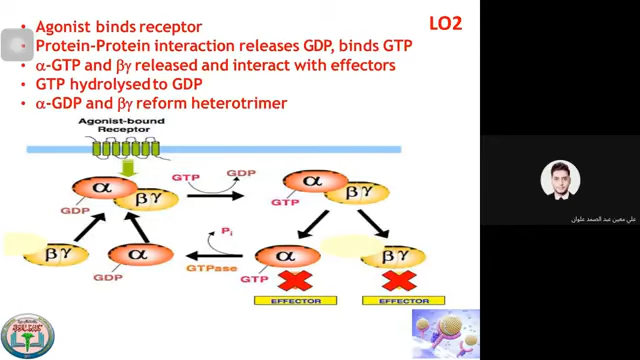 LO2
• Agonist binds receptor
• Protein–Protein interaction releases GDP, binds GTP
• α-GTP and βγ released and interact with effectors
• GTP hydrolysed to GDP
• α-GDP and βγ reform heterotrimer
Agonist-bound
Receptor
α
βγ
GDP
GTP
GDP
α
βγ
GTP
βγ
α
GDP
Pi
GTPase
α
GTP
βγ
EFFECTOR
EFFECTOR
علي معين عبد الصمد علوان